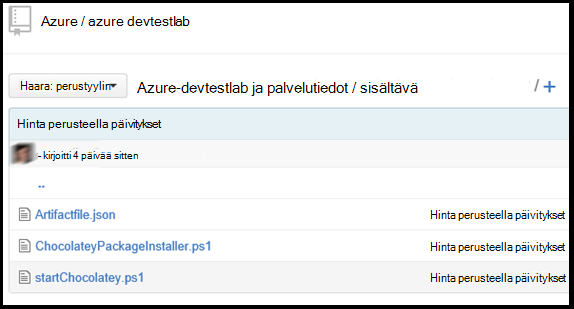 Azure / azure devtestlab
Haara: perustyylin Azure-devtestlab ja palvelutiedot / sisältävä / +
Hinta perusteella päivitykset
- kirjoitti 4 päivää sitten
..
Artifactfile.json Hinta perusteella päivitykset
ChocolateyPackageInstaller.ps1 Hinta perusteella päivitykset
startChocolatey.ps1 Hinta perusteella päivitykset